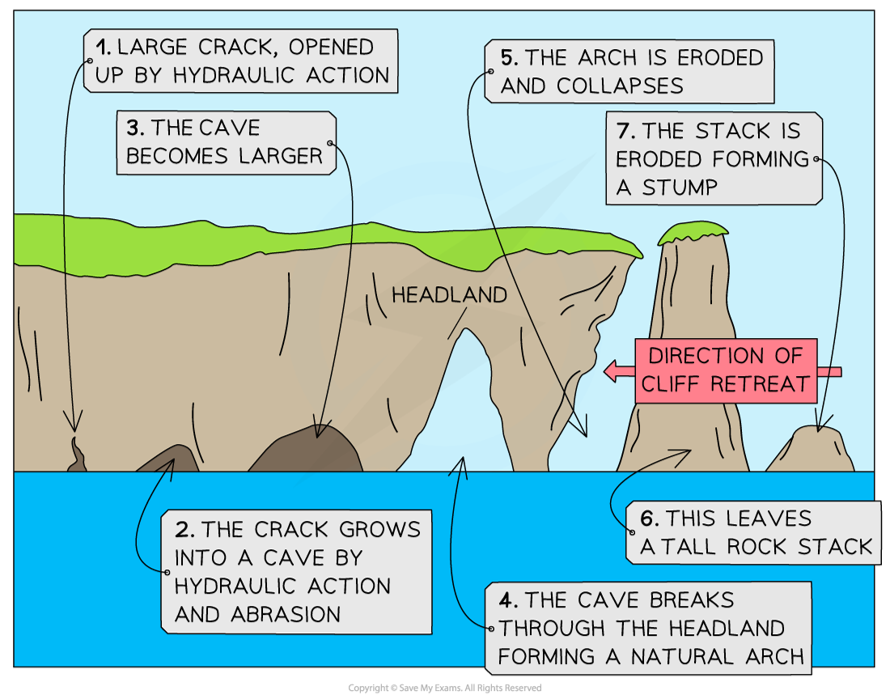 1. LARGE CRACK, OPENED
UP BY HYDRAULIC ACTION
3. THE CAVE
BECOMES LARGER
5. THE ARCH IS ERODED
AND COLLAPSES
7. THE STACK IS
ERODED FORMING
A STUMP
HEADLAND
DIRECTION OF
CLIFF RETREAT
2. THE CRACK GROWS
INTO A CAVE BY
HYDRAULIC ACTION
AND ABRASION
6. THIS LEAVES
A TALL ROCK STACK
4. THE CAVE BREAKS
THROUGH THE HEADLAND
FORMING A NATURAL ARCH
Copyright © Save My Exams. All Rights Reserved